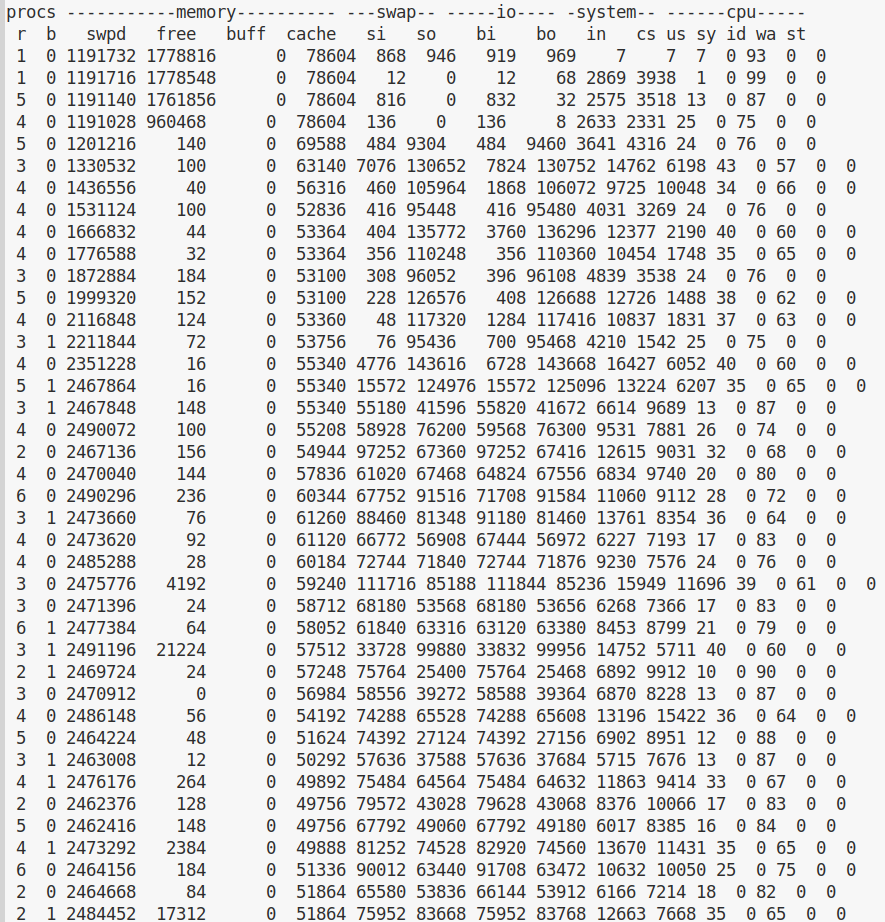 procs -----------memory---------- ---swap-- -----io---- -system-- ------cpu-----
 r  b   swpd   free   buff  cache   si   so    bi    bo   in   cs us sy id wa st
 1  0 1191732 1778816      0  78604  868  946   919   969    7    7  7  0 93  0  0
 1  0 1191716 1778548      0  78604   12    0    12    68 2869 3938  1  0 99  0  0
 5  0 1191140 1761856      0  78604  816    0   832    32 2575 3518 13  0 87  0  0
 4  0 1191028 960468      0  78604  136    0   136     8 2633 2331 25  0 75  0  0
 5  0 1201216    140      0  69588  484 9304   484  9460 3641 4316 24  0 76  0  0
 3  0 1330532    100      0  63140 7076 130652  7824 130752 14762 6198 43  0 57  0  0
 4  0 1436556     40      0  56316  460 105964  1868 106072 9725 10048 34  0 66  0  0
 4  0 1531124    100      0  52836  416 95448   416 95480 4031 3269 24  0 76  0  0
 4  0 1666832     44      0  53364  404 135772  3760 136296 12377 2190 40  0 60  0  0
 4  0 1776588     32      0  53364  356 110248   356 110360 10454 1748 35  0 65  0  0
 3  0 1872884    184      0  53100  308 96052   396 96108 4839 3538 24  0 76  0  0
 5  0 1999320    152      0  53100  228 126576   408 126688 12726 1488 38  0 62  0  0
 4  0 2116848    124      0  53360   48 117320  1284 117416 10837 1831 37  0 63  0  0
 3  1 2211844     72      0  53756   76 95436   700 95468 4210 1542 25  0 75  0  0
 4  0 2351228     16      0  55340 4776 143616  6728 143668 16427 6052 40  0 60  0  0
 5  1 2467864     16      0  55340 15572 124976 15572 125096 13224 6207 35  0 65  0  0
 3  1 2467848    148      0  55340 55180 41596 55820 41672 6614 9689 13  0 87  0  0
 4  0 2490072    100      0  55208 58928 76200 59568 76300 9531 7881 26  0 74  0  0
 2  0 2467136    156      0  54944 97252 67360 97252 67416 12615 9031 32  0 68  0  0
 4  0 2470040    144      0  57836 61020 67468 64824 67556 6834 9740 20  0 80  0  0
 6  0 2490296    236      0  60344 67752 91516 71708 91584 11060 9112 28  0 72  0  0
 3  1 2473660     76      0  61260 88460 81348 91180 81460 13761 8354 36  0 64  0  0
 4  0 2473620     92      0  61120 66772 56908 67444 56972 6227 7193 17  0 83  0  0
 4  0 2485288     28      0  60184 72744 71840 72744 71876 9230 7576 24  0 76  0  0
 3  0 2475776   4192      0  59240 111716 85188 111844 85236 15949 11696 39  0 61  0  0
 3  0 2471396     24      0  58712 68180 53568 68180 53656 6268 7366 17  0 83  0  0
 6  1 2477384     64      0  58052 61840 63316 63120 63380 8453 8799 21  0 79  0  0
 3  1 2491196  21224      0  57512 33728 99880 33832 99956 14752 5711 40  0 60  0  0
 2  1 2469724     24      0  57248 75764 25400 75764 25468 6892 9912 10  0 90  0  0
 3  0 2470912      0      0  56984 58556 39272 58588 39364 6870 8228 13  0 87  0  0
 4  0 2486148     56      0  54192 74288 65528 74288 65608 13196 15422 36  0 64  0  0
 5  0 2464224     48      0  51624 74392 27124 74392 27156 6902 8951 12  0 88  0  0
 3  1 2463008     12      0  50292 57636 37588 57636 37684 5715 7676 13  0 87  0  0
 4  1 2476176    264      0  49892 75484 64564 75484 64632 11863 9414 33  0 67  0  0
 2  0 2462376    128      0  49756 79572 43028 79628 43068 8376 10066 17  0 83  0  0
 5  0 2462416    148      0  49756 67792 49060 67792 49180 6017 8385 16  0 84  0  0
 4  1 2473292   2384      0  49888 81252 74528 82920 74560 13670 11431 35  0 65  0  0
 6  0 2464156    184      0  51336 90012 63440 91708 63472 10632 10050 25  0 75  0  0
 2  0 2464668     84      0  51864 65580 53836 66144 53912 6166 7214 18  0 82  0  0
 2  1 2484452  17312      0  51864 75952 83668 75952 83768 12663 7668 35  0 65  0  0